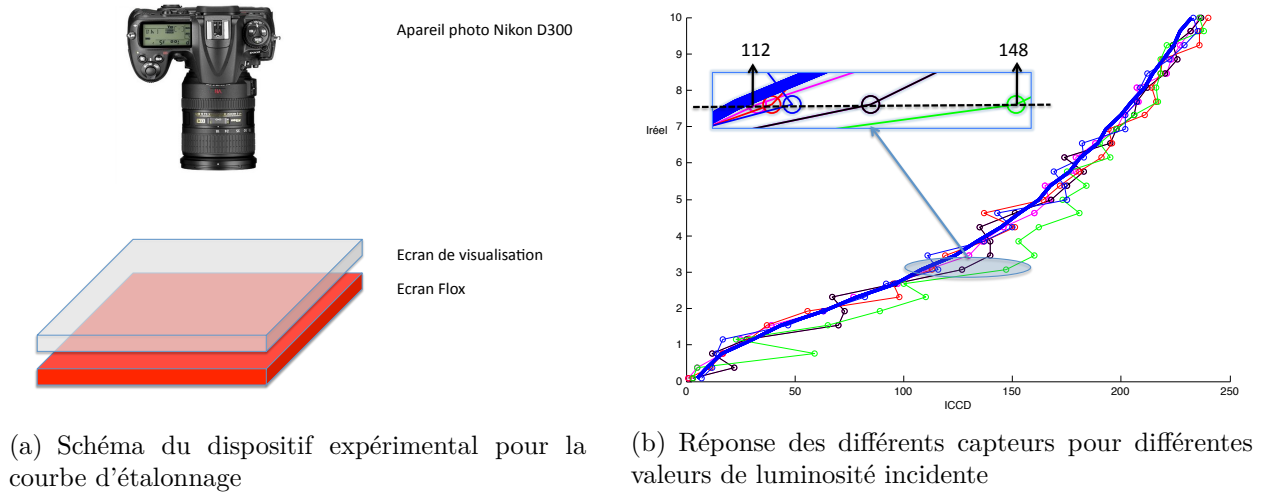 Apareil photo Nikon D300
Ecran de visualisation
Ecran Flox
112
148
Iréel
10
9
8
7
6
5
4
3
2
1
0
0
50
100
150
200
250
ICCD
(a) Schéma du dispositif expérimental pour la
courbe d'étalonnage
(b) Réponse des différents capteurs pour différentes
valeurs de luminosité incidente